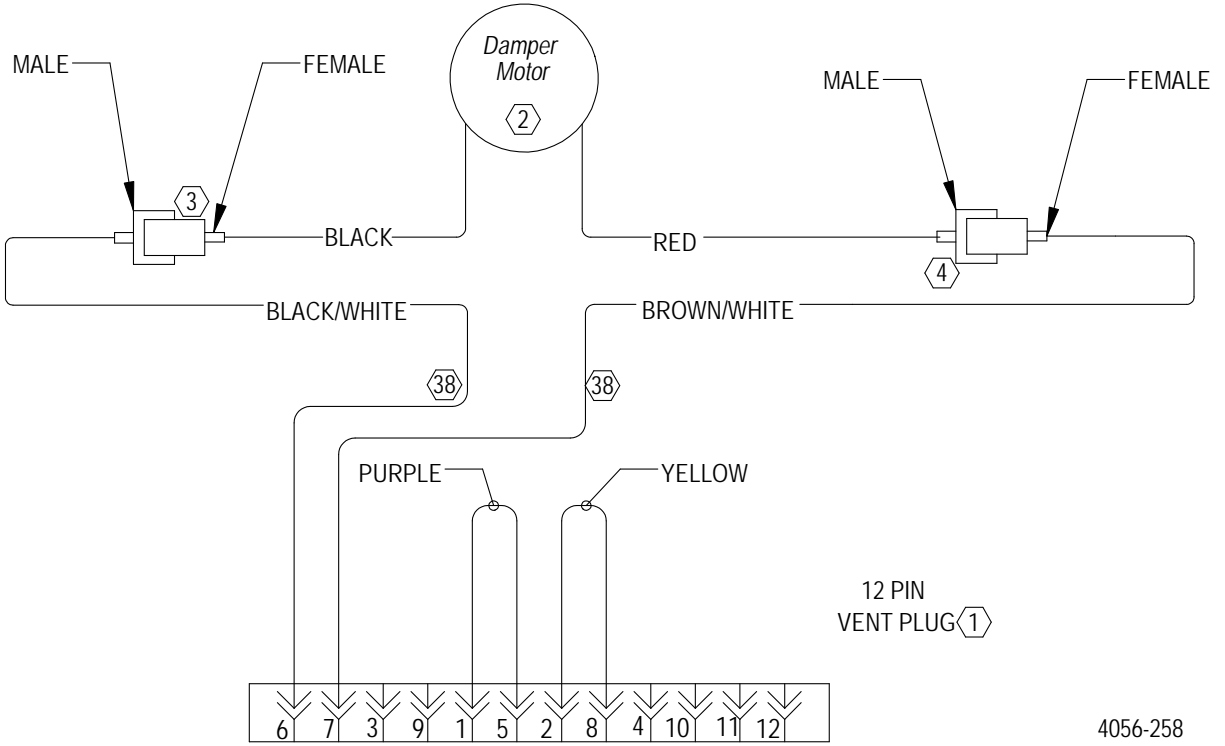 Damper
Motor
2
MALE
FEMALE
MALE
FEMALE
3
BLACK
RED
4
BLACK/WHITE
BROWN/WHITE
38
38
PURPLE
YELLOW
12 PIN
VENT PLUG 1
6 7 3 9 1 5 2 8 4 10 11 12
4056-258